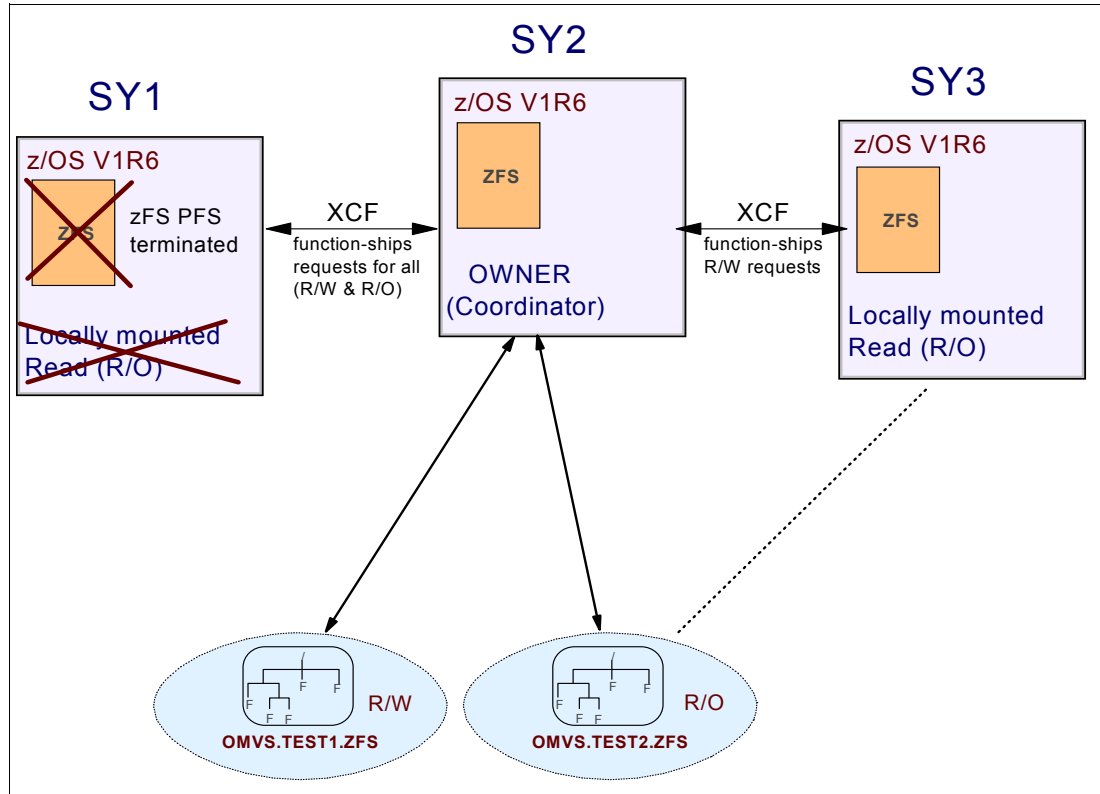 SY1
z/OS V1R6
ZFS
zFS PFS
terminated
Locally mounted
Read (R/O)
XCF
function-ships
requests for all
(R/W & R/O)
SY2
z/OS V1R6
ZFS
OWNER
(Coordinator)
XCF
function-ships
R/W requests
SY3
z/OS V1R6
ZFS
Locally mounted
Read (R/O)
/
F
F
F
F F
R/W
OMVS.TEST1.ZFS
/
F
F
F
F F
R/O
OMVS.TEST2.ZFS